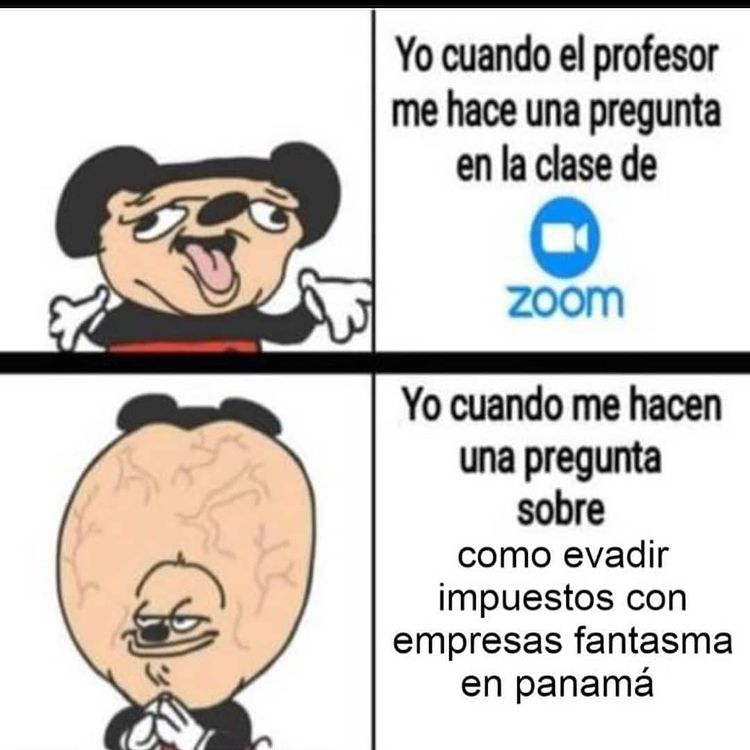 Yo cuando el profesor
me hace una pregunta
en la clase de
zoom
Yo cuando me hacen
una pregunta
sobre
como evadir
impuestos con
empresas fantasma
en panamá